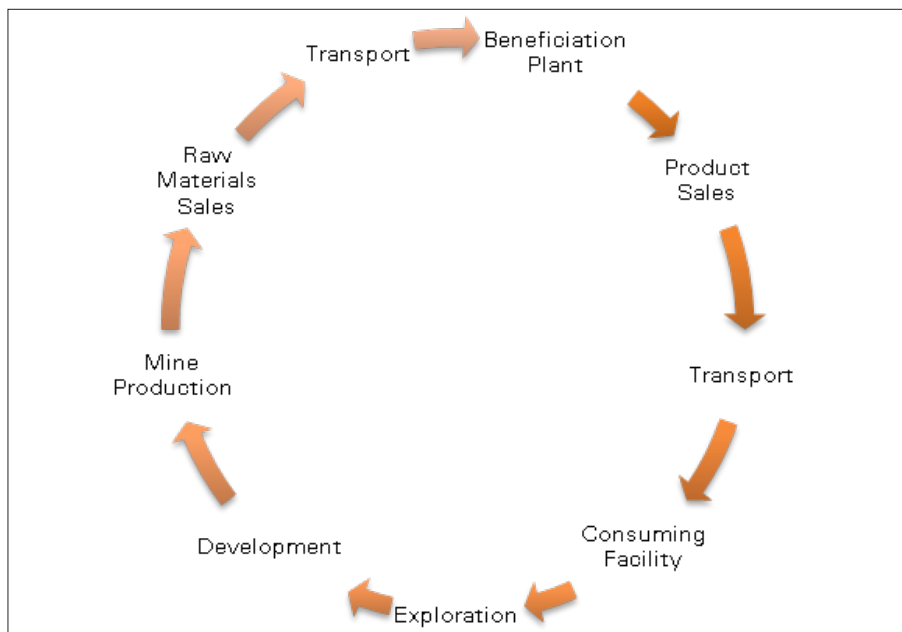 Transport
Beneficiation
Plant
Product
Sales
Transport
Consuming
Facility
Exploration
Development
Mine
Production
Raw
Materials
Sales